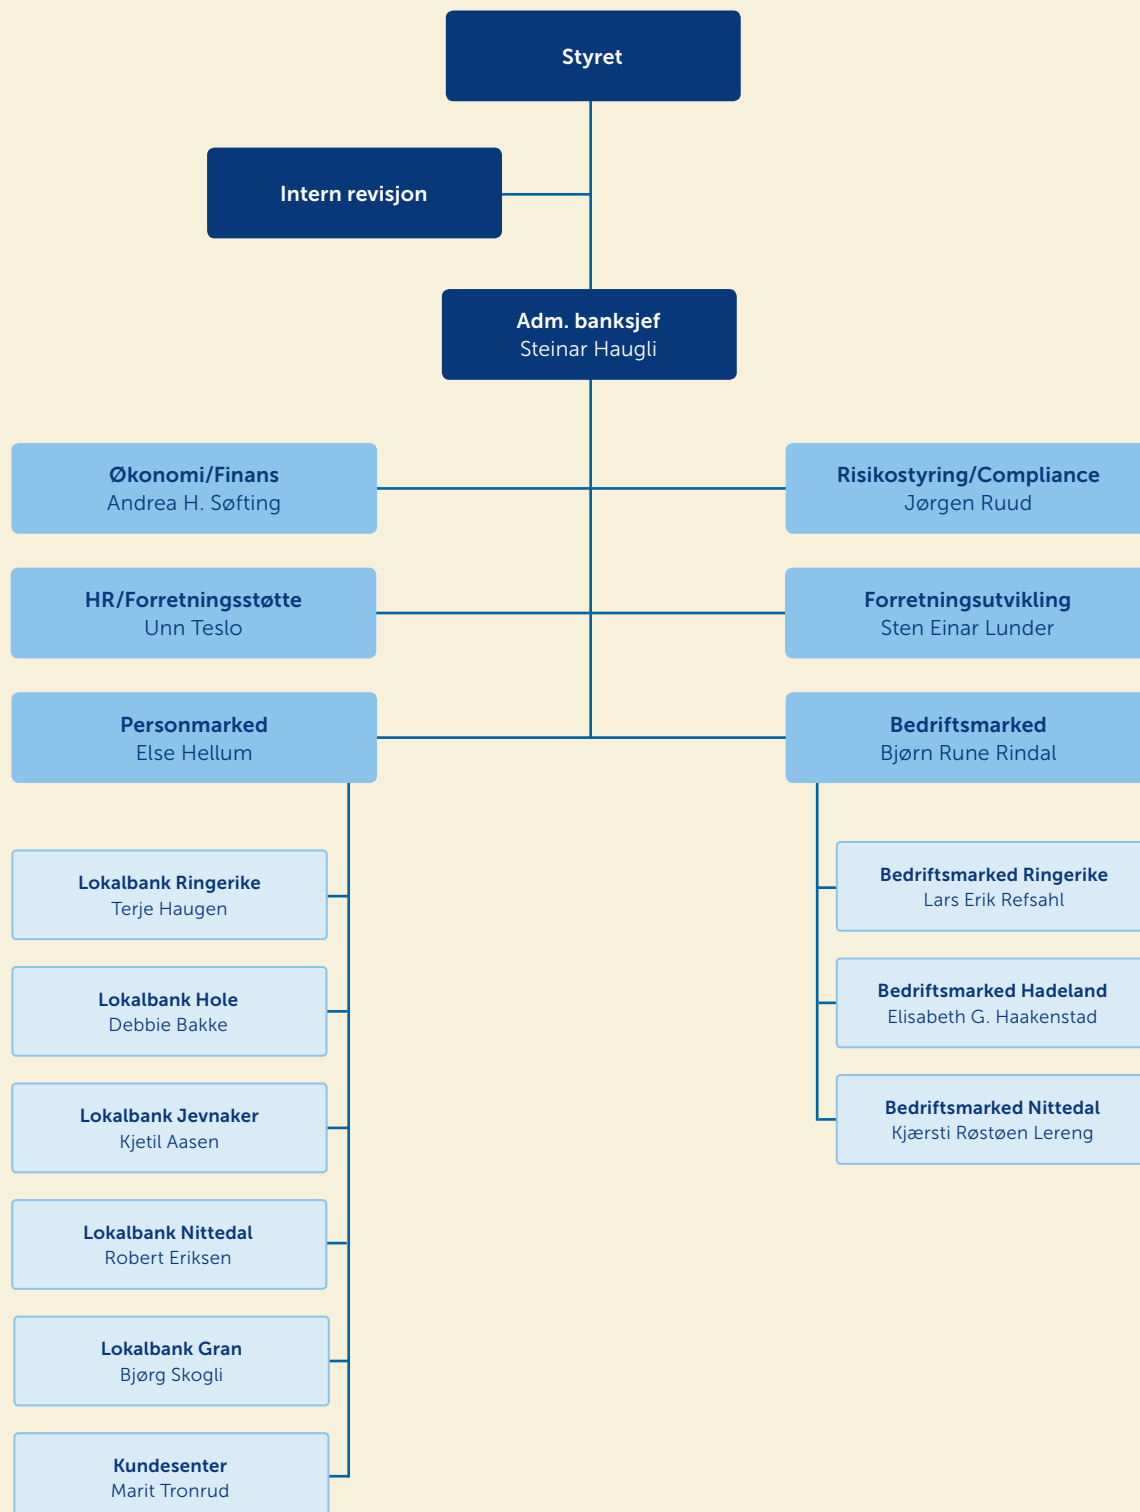 Styret
Intern revisjon
Adm. banksjef
Steinar Haugli
Økonomi/Finans
Andrea H. Søfting
Risikostyring/Compliance
Jørgen Ruud
HR/Forretningsstøtte
Unn Teslo
Forretningsutvikling
Sten Einar Lunder
Personmarked
Else Hellum
Bedriftsmarked
Bjørn Rune Rindal
Lokalbank Ringerike
Terje Haugen
Lokalbank Hole
Debbie Bakke
Lokalbank Jevnaker
Kjetil Aasen
Lokalbank Nittedal
Robert Eriksen
Lokalbank Gran
Bjørg Skogli
Kundesenter
Marit Tronrud
Bedriftsmarked Ringerike
Lars Erik Refsahl
Bedriftsmarked Hadeland
Elisabeth G. Haakenstad
Bedriftsmarked Nittedal
Kjærsti Røstøen Lereng